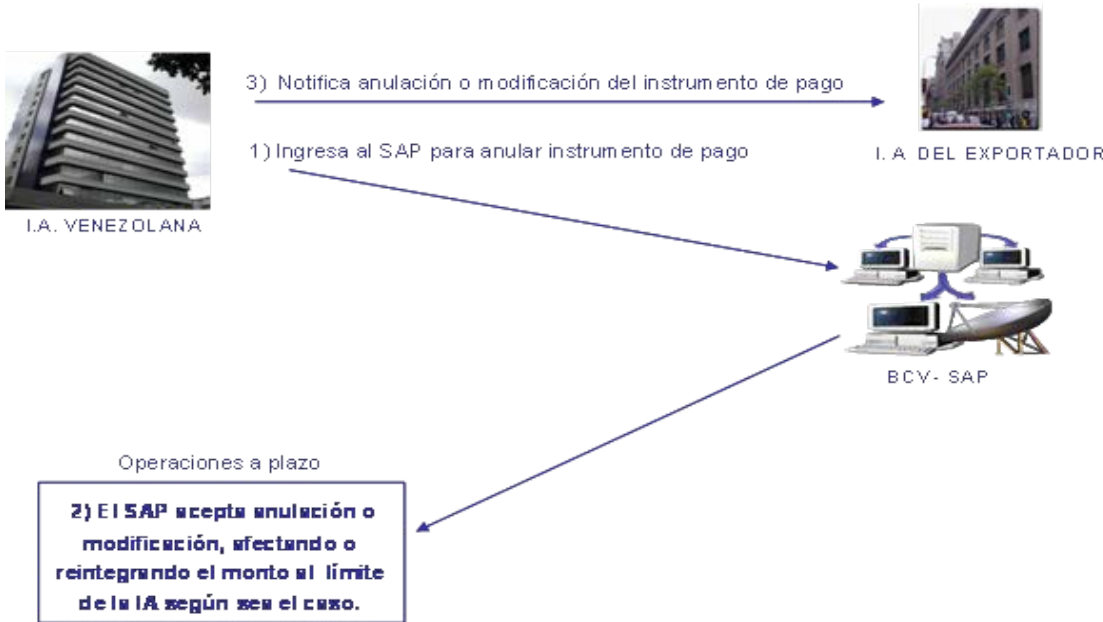 3) Notifica anulación o modificación del instrumento de pago
1) Ingresa al SAP para anular instrumento de pago
I. A DEL EXPORTADOR
I.A. VENEZOLANA
BCV- SAP
Operaciones a plazo
2) El SAP acepta anulación o
modificación, afectando o
reintegrando el monto al límite
de la IA según sea el caso.